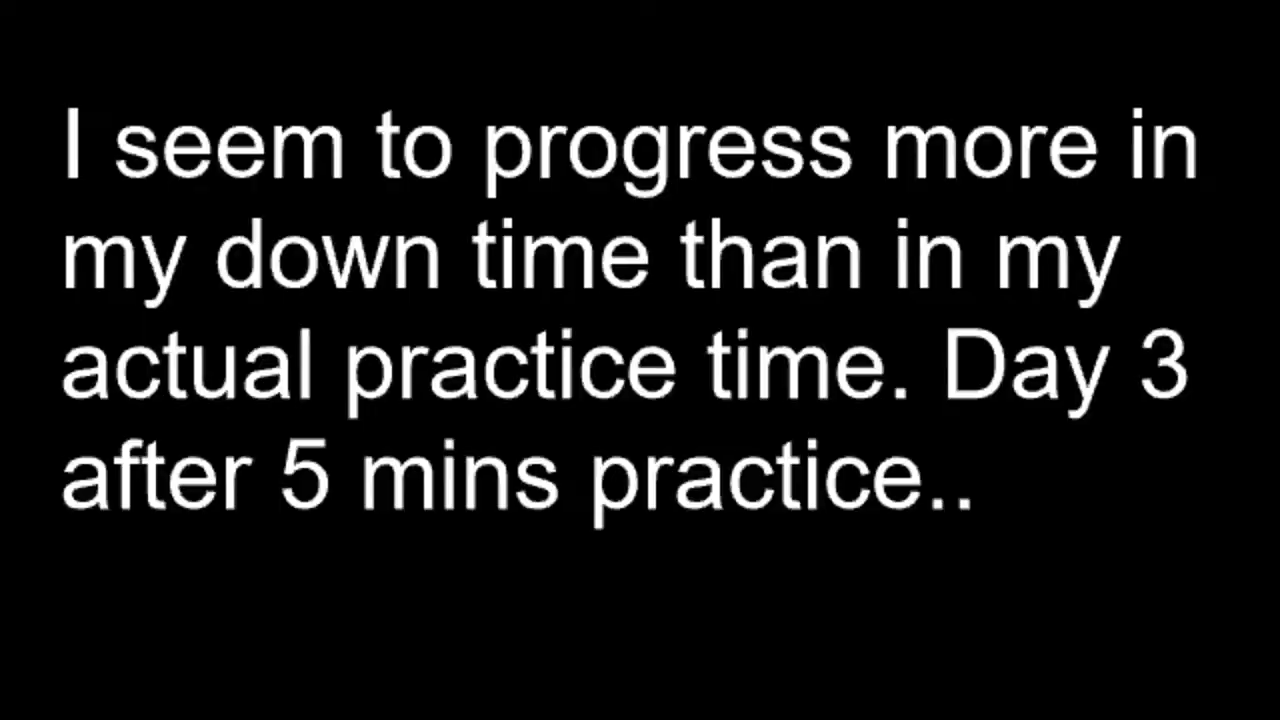 I seem to progress more in
my down time than in my
actual practice time. Day 3
after 5 mins practice..